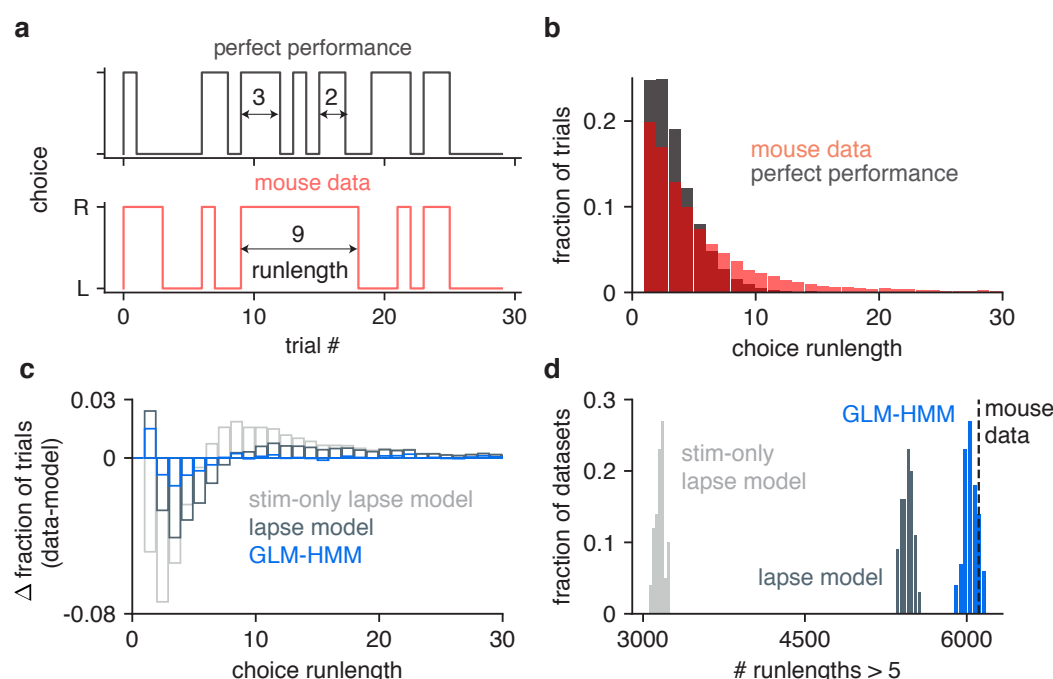 a
perfect performance
3
2
choice
mouse data
R
9
runlength
L
0
10
20
30
trial #
b
fraction of trials
0.2
0.1
0
mouse data
perfect performance
0
10
20
30
choice runlength
c
Δ fraction of trials
(data-model)
0.03
0
-0.08
stim-only lapse model
lapse model
GLM-HMM
0
10
20
30
choice runlength
d
fraction of datasets
0.3
0.2
0.1
0
GLM-HMM
mouse
data
stim-only
lapse model
lapse model
3000
4500
6000
# runlengths > 5